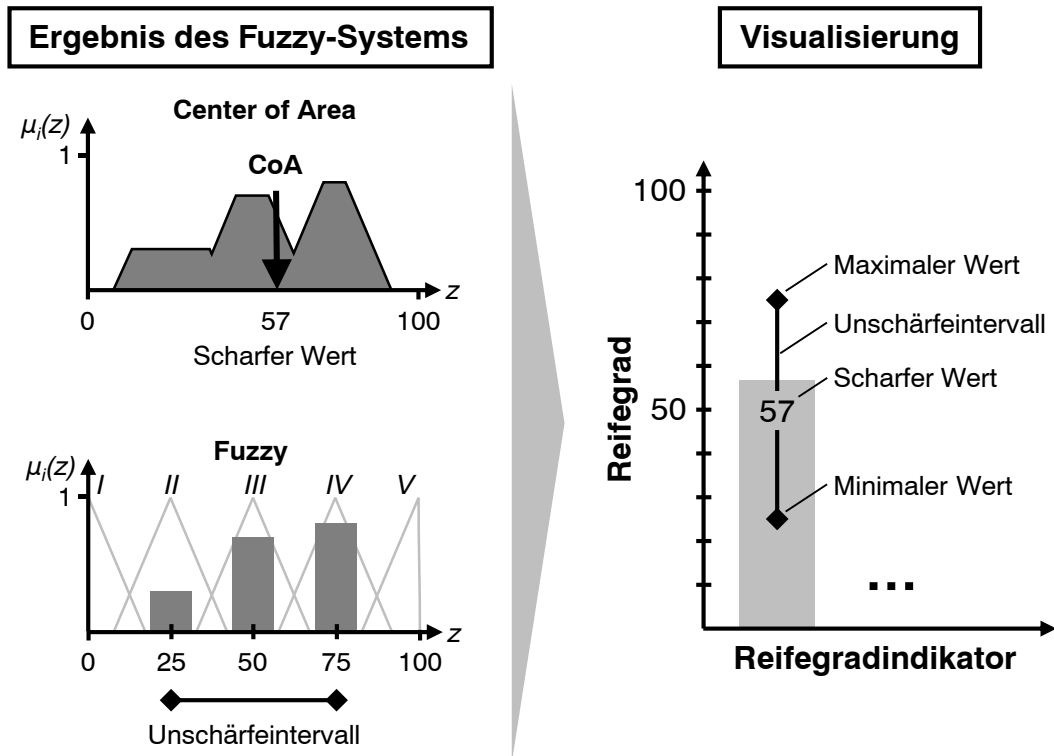 Ergebnis des Fuzzy-Systems
Center of Area
μi(z)
1
CoA
z
0
57
100
Scharfer Wert
Fuzzy
μi(z)
1
I
II
III
IV
V
z
0
25
50
75
100
Unschärfeintervall
Visualisierung
100
50
Reifegrad
Maximaler Wert
Unschärfeintervall
Scharfer Wert
57
Minimaler Wert
...
Reifegradindikator